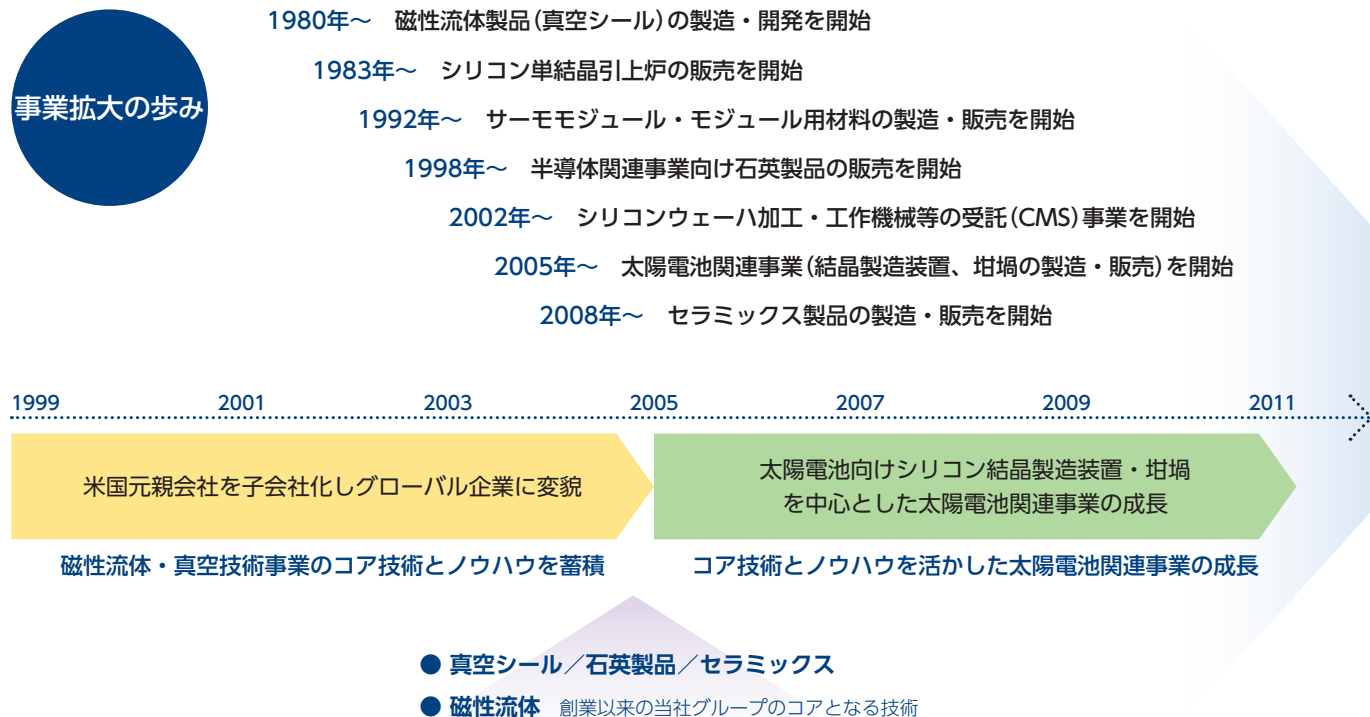 事業拡大の歩み
1980年～ 磁性流体製品(真空シール)の製造・開発を開始
1983年～ シリコン単結晶引上炉の販売を開始
1992年～ サーモモジュール・モジュール用材料の製造・販売を開始
1998年～ 半導体関連事業向け石英製品の販売を開始
2002年～ シリコンウェーハ加工・工作機械等の受託(CMS)事業を開始
2005年～ 太陽電池関連事業(結晶製造装置、坩堝の製造・販売)を開始
2008年～ セラミックス製品の製造・販売を開始
1999 2001 2003 2005 2007 2009 2011
米国元親会社を子会社化しグローバル企業に変貌
太陽電池向けシリコン結晶製造装置・坩堝
を中心とした太陽電池関連事業の成長
磁性流体・真空技術事業のコア技術とノウハウを蓄積
コア技術とノウハウを活かした太陽電池関連事業の成長
● 真空シール／石英製品／セラミックス
● 磁性流体 創業以来の当社グループのコアとなる技術